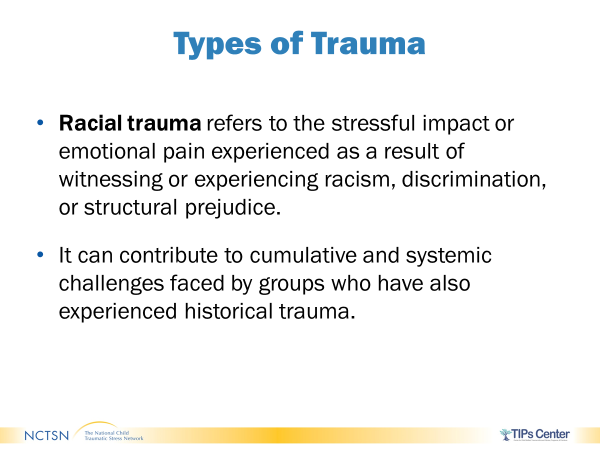 Types of Trauma
• Racial trauma refers to the stressful impact or
emotional pain experienced as a result of
witnessing or experiencing racism, discrimination,
or structural prejudice.
• It can contribute to cumulative and systemic
challenges faced by groups who have also
experienced historical trauma.
NCTSN
The National Child
Traumatic Stress Network
TIPs Center